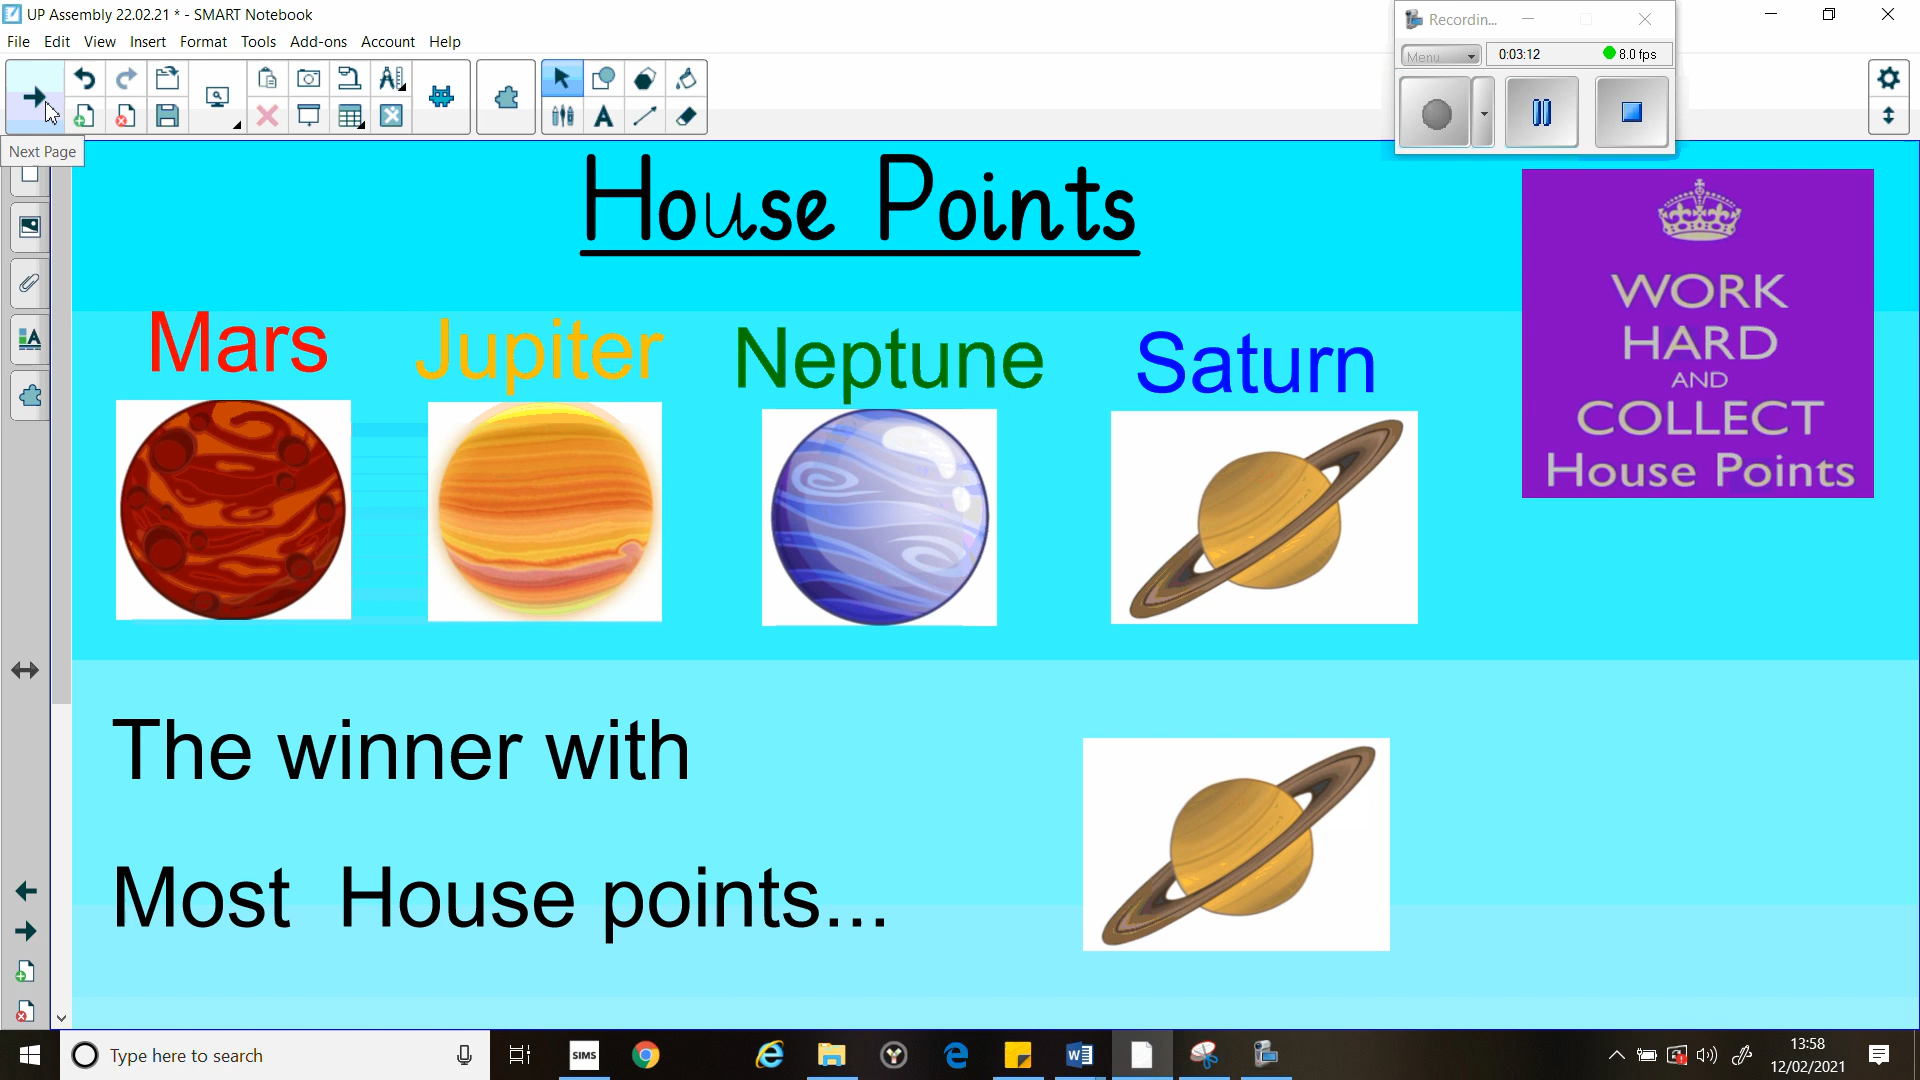 UP Assembly 22.02.21 * - SMART Notebook
File Edit View Insert Format Tools Add-ons Account Help
Recordin...
Menu 0:03:12 8.0 fps
Next Page
House Points
Mars Jupiter Neptune Saturn
WORK
HARD
AND
COLLECT
House Points
The winner with
Most House points...
Type here to search
SIMS
13:58
12/02/2021